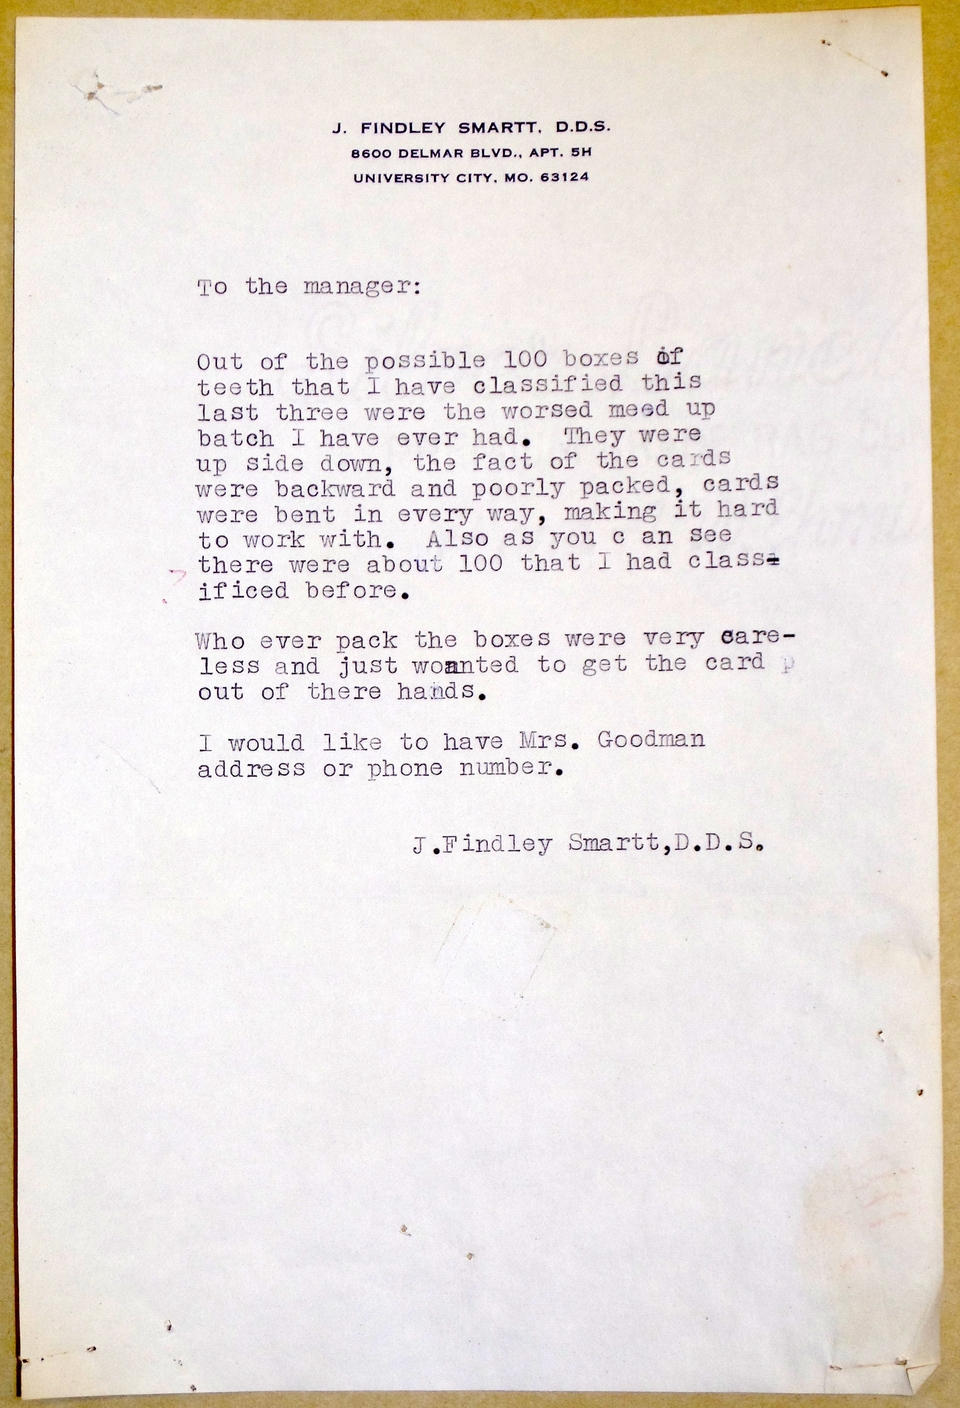 J. FINDLEY SMARTT, D.D.S.
8600 DELMAR BLVD., APT. 5H
UNIVERSITY CITY, MO. 63124
To the manager:
Out of the possible 100 boxes of
teeth that I have classified this
last three were the worsed meed up
batch I have ever had. They were
up side down, the fact of the cards
were backward and poorly packed, cards
were bent in every way, making it hard
to work with. Also as you c an see
there were about 100 that I had class-
ificed before.
Who ever pack the boxes were very care-
less and just woanted to get the card p
out of there hands.
I would like to have Mrs. Goodman
address or phone number.
J.Findley Smartt,D.D.S.